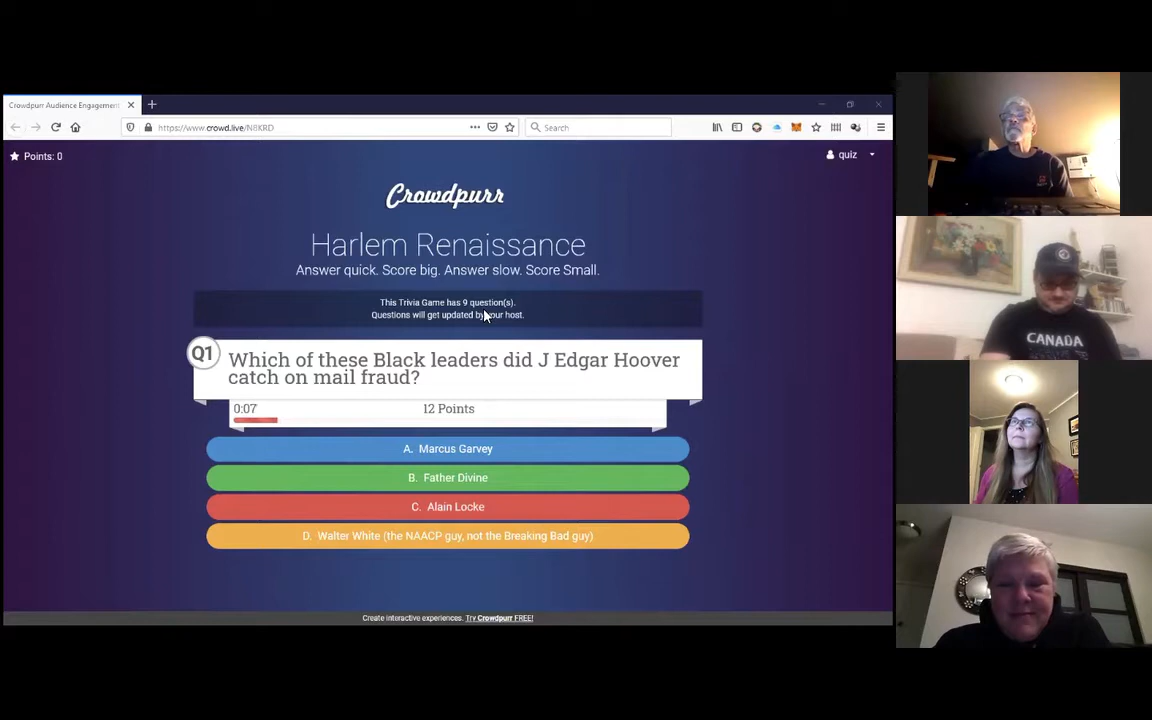 Crowdpurr Audience Engagement
https://www.crowd.live/N8KRD
Search
Points: 0
quiz
Crowdpurr
Harlem Renaissance
Answer quick. Score big. Answer slow. Score Small.
This Trivia Game has 9 question(s).
Questions will get updated by your host.
Q1
Which of these Black leaders did J Edgar Hoover
catch on mail fraud?
0:07
12 Points
A. Marcus Garvey
B. Father Divine
C. Alain Locke
D. Walter White (the NAACP guy, not the Breaking Bad guy)
Create interactive experiences. Try Crowdpurr FREE!
CANADA